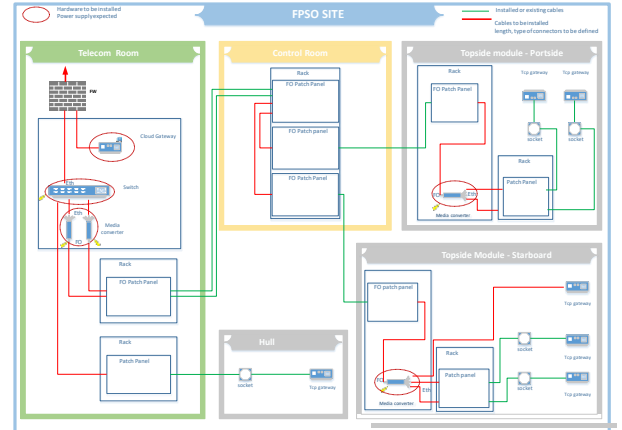 Hardware to be installed
Power supply expected
FPSO SITE
Installed or existing cables
Cables to be installed
length, type of connectors to be defined
Telecom Room
FW
Cloud Gateway
Eth
Switch
Eth
Media
converter
FO
Rack
FO Patch Panel
Rack
Patch Panel
Control Room
Rack
FO Patch Panel
FO Patch panel
FO Patch Panel
Hull
socket
Tcp gateway
Topside module - Portside
Rack
FO Patch Panel
FO
Eth
Media converter
Tcp gateway
Tcp gateway
socket
socket
Rack
Patch Panel
Topside Module - Starboard
Rack
FO patch panel
FO
Eth
Media converter
Rack
Patch panel
Tcp gateway
socket
Tcp gateway
socket
Tcp gateway